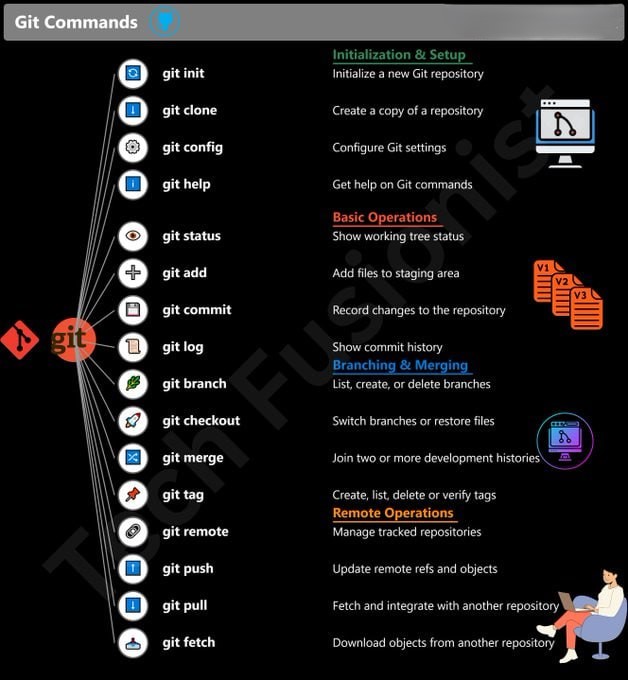 Git Commands
Initialization & Setup
git init Initialize a new Git repository
git clone Create a copy of a repository
git config Configure Git settings
git help Get help on Git commands
Basic Operations
git status Show working tree status
git add Add files to staging area
git commit Record changes to the repository
git log Show commit history
Branching & Merging
git branch List, create, or delete branches
git checkout Switch branches or restore files
git merge Join two or more development histories
git tag Create, list, delete or verify tags
Remote Operations
git remote Manage tracked repositories
git push Update remote refs and objects
git pull Fetch and integrate with another repository
git fetch Download objects from another repository
git
V1
V2
V3
Tech Fusionist